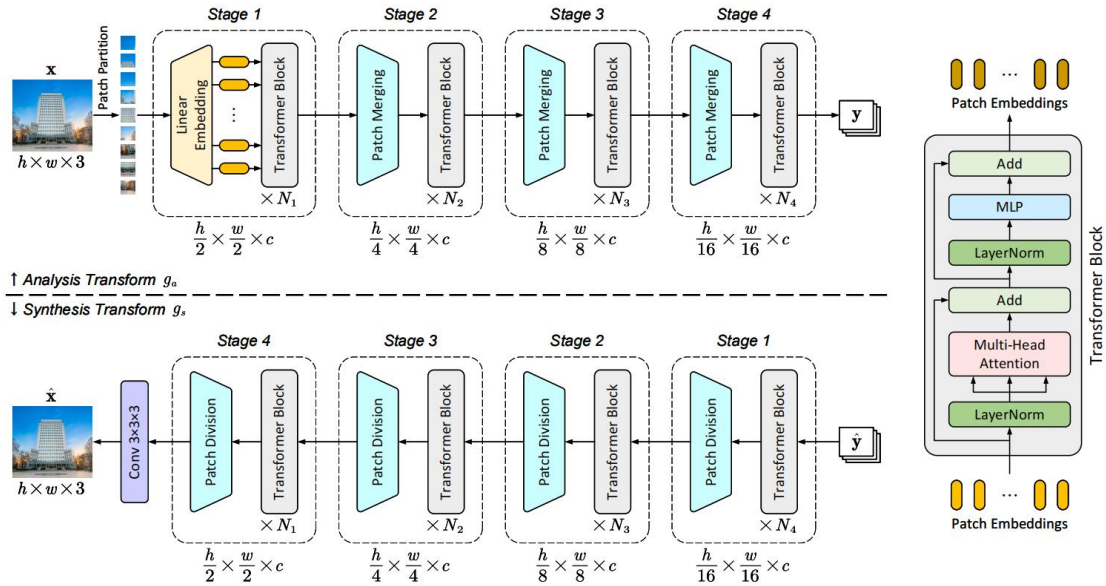 Stage 1
Stage 2
Stage 3
Stage 4
x
h × w × 3
Patch Partition
Linear Embedding
...
Transformer Block
× N₁
Patch Merging
Transformer Block
× N₂
Patch Merging
Transformer Block
× N₃
Patch Merging
Transformer Block
× N₄
y
h/2 × w/2 × c
h/4 × w/4 × c
h/8 × w/8 × c
h/16 × w/16 × c
↑ Analysis Transform gₐ
↓ Synthesis Transform gₛ
Stage 4
Stage 3
Stage 2
Stage 1
x̂
h × w × 3
Conv 3×3×3
Patch Division
Transformer Block
× N₁
Patch Division
Transformer Block
× N₂
Patch Division
Transformer Block
× N₃
Patch Division
Transformer Block
× N₄
ŷ
h/2 × w/2 × c
h/4 × w/4 × c
h/8 × w/8 × c
h/16 × w/16 × c
...
Patch Embeddings
Add
MLP
LayerNorm
Add
Multi-Head
Attention
LayerNorm
Transformer Block
...
Patch Embeddings